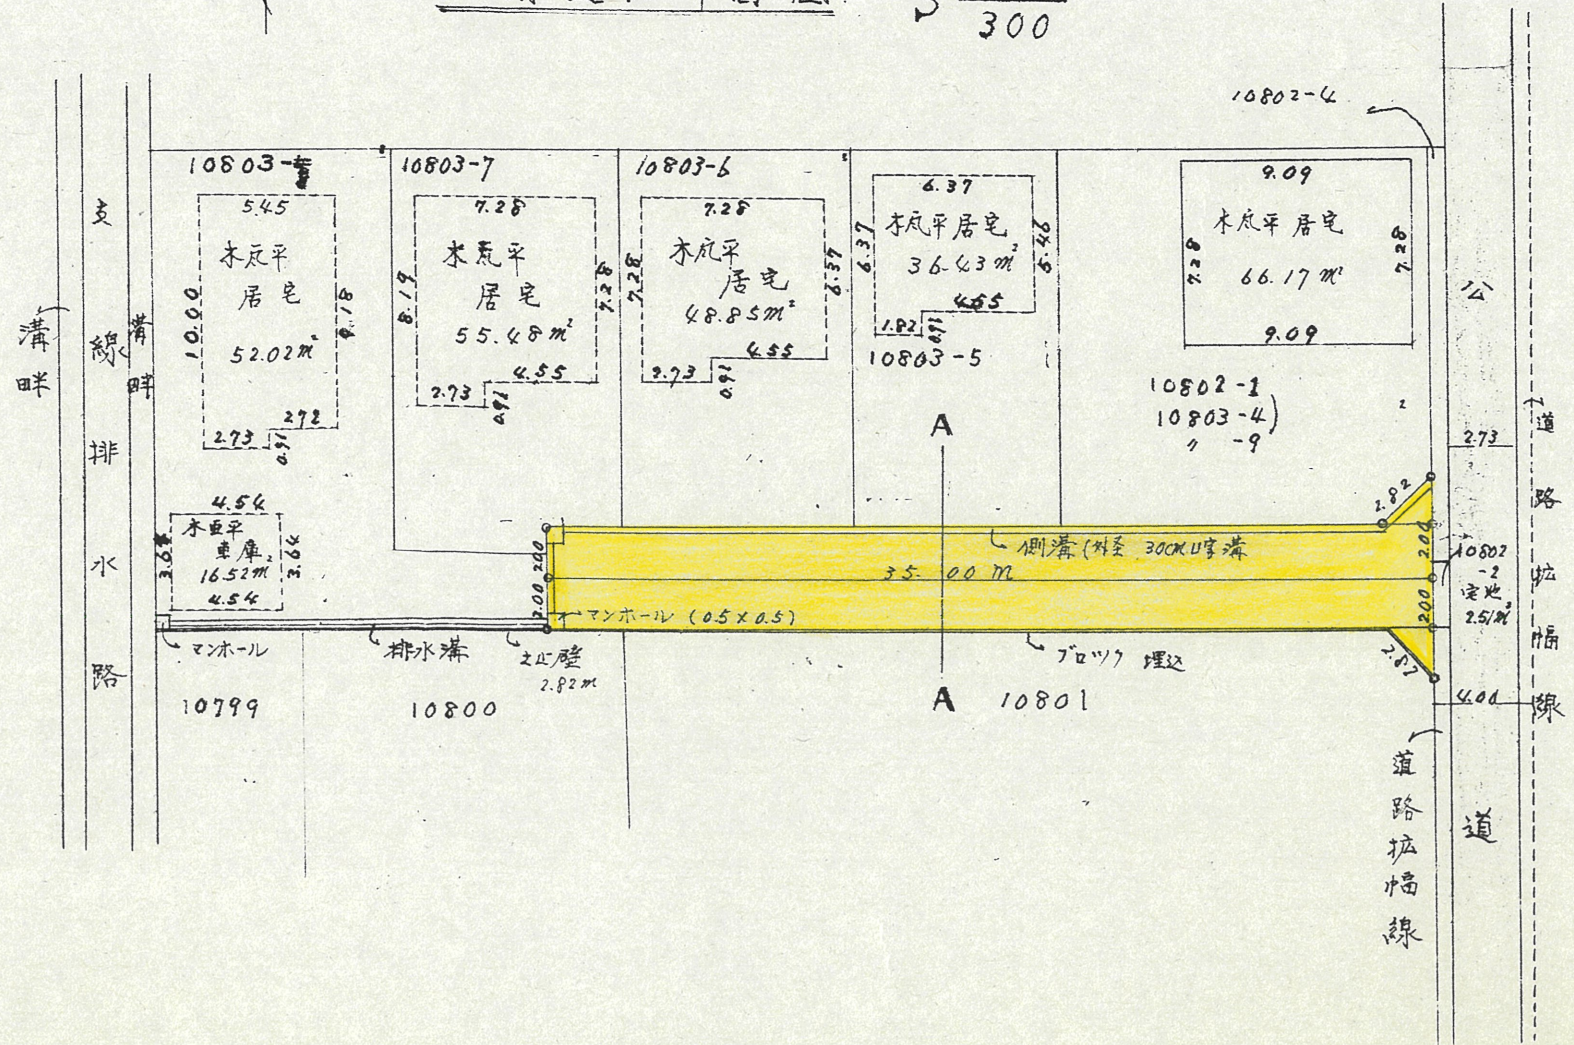 300
10802-4
10803-
10803-7
10803-6
5.45
木瓦平
居宅
52.02m²
10.00
9.18
2.73
0.91
272
7.28
木瓦平
居宅
55.48m²
8.19
7.28
2.73
0.91
4.55
7.28
木瓦平
居宅
48.85m²
7.28
6.37
2.73
0.91
4.55
6.37
木瓦平居宅
36.43m²
6.37
5.46
1.82
0.91
4.55
10803-5
9.09
木瓦平居宅
66.17m²
7.28
7.28
9.09
10802-1
10803-4)
〃 -9
2
溝畔
支線排水路
溝畔
4.54
木亜平
車庫
16.52m²
4.54
3.64
3.64
A
2.82
側溝(外径 30cmU字溝
35.00m
2.00
2.00
2.00
2.00
マンホール(0.5×0.5)
マンホール
排水溝
土止壁
2.82m
ブロック 埋込
2.82
10799
10800
A
10801
公道
2.73
10802
-2
宅地
2.51m²
4.00
道路拡幅線
道路拡幅線